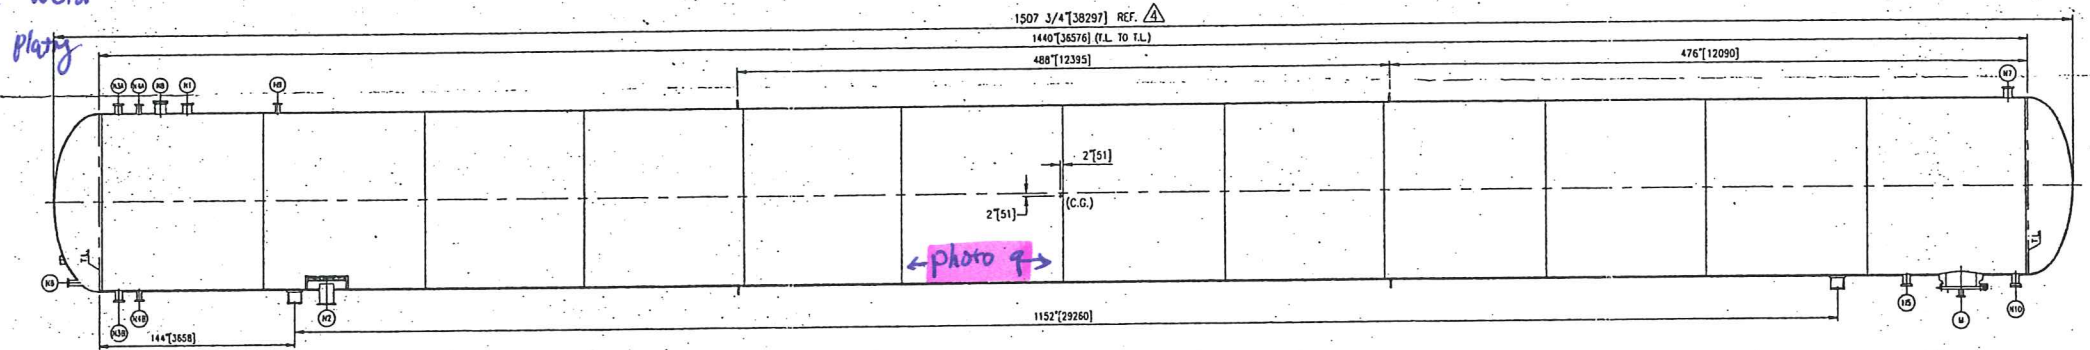 weld
plating
1507 3/4"[38297] REF. 4
1440"[36576] (T.L. TO T.L.)
488"[12395]
476"[12090]
N3A N4A N8 N1 N9 N7
2"[51]
2"[51]
(C.G.)
← photo 9 →
T.L.
T.L.
N6
N3B N4B N2 N5 M N10
1152"[29260]
144"[3658]